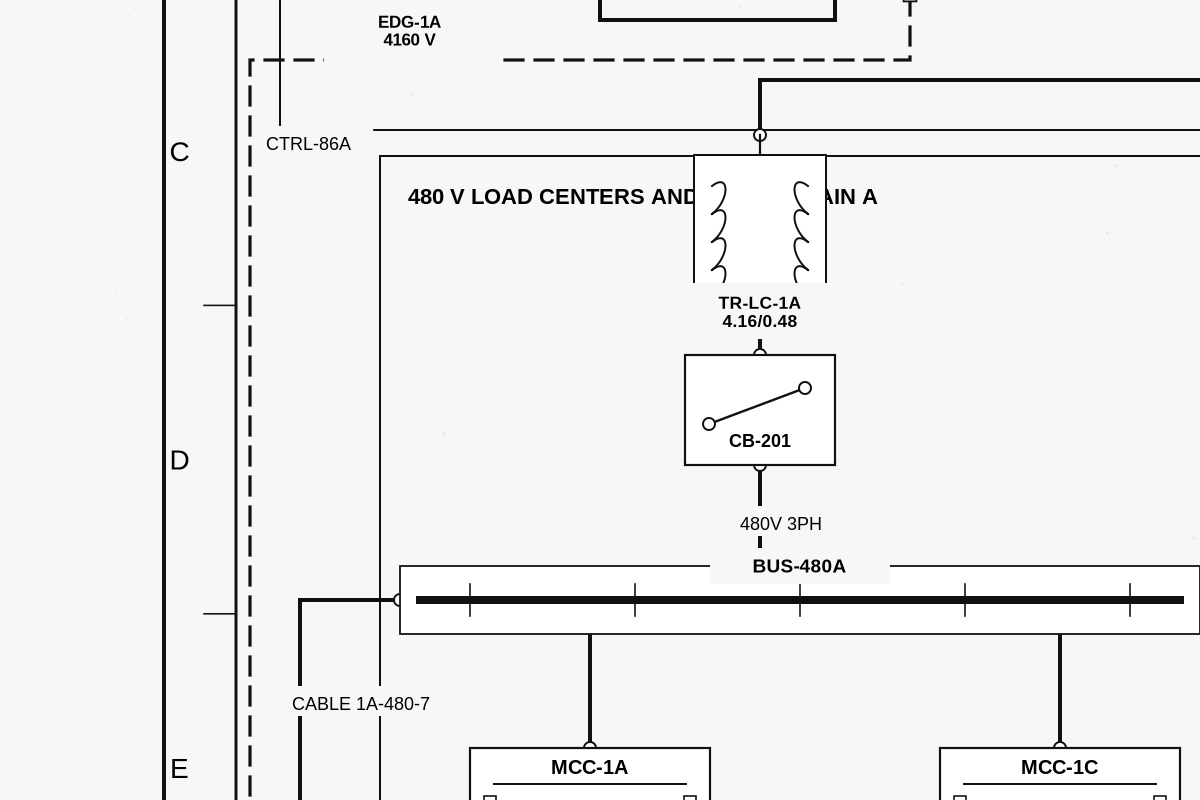 EDG-1A
4160 V
C
CTRL-86A
480 V LOAD CENTERS AND
AIN A
TR-LC-1A
4.16/0.48
D
CB-201
480V 3PH
BUS-480A
CABLE 1A-480-7
E
MCC-1A
MCC-1C